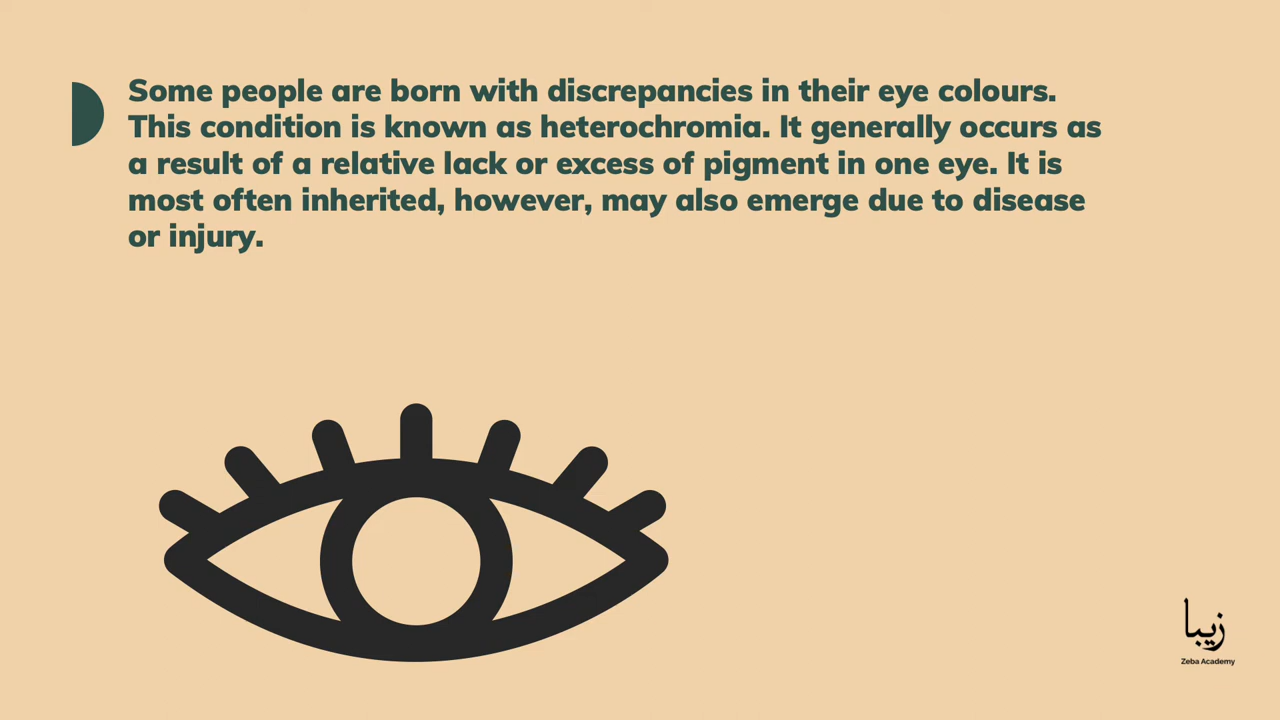 Some people are born with discrepancies in their eye colours.
This condition is known as heterochromia. It generally occurs as
a result of a relative lack or excess of pigment in one eye. It is
most often inherited, however, may also emerge due to disease
or injury.
زيبا
Zeba Academy